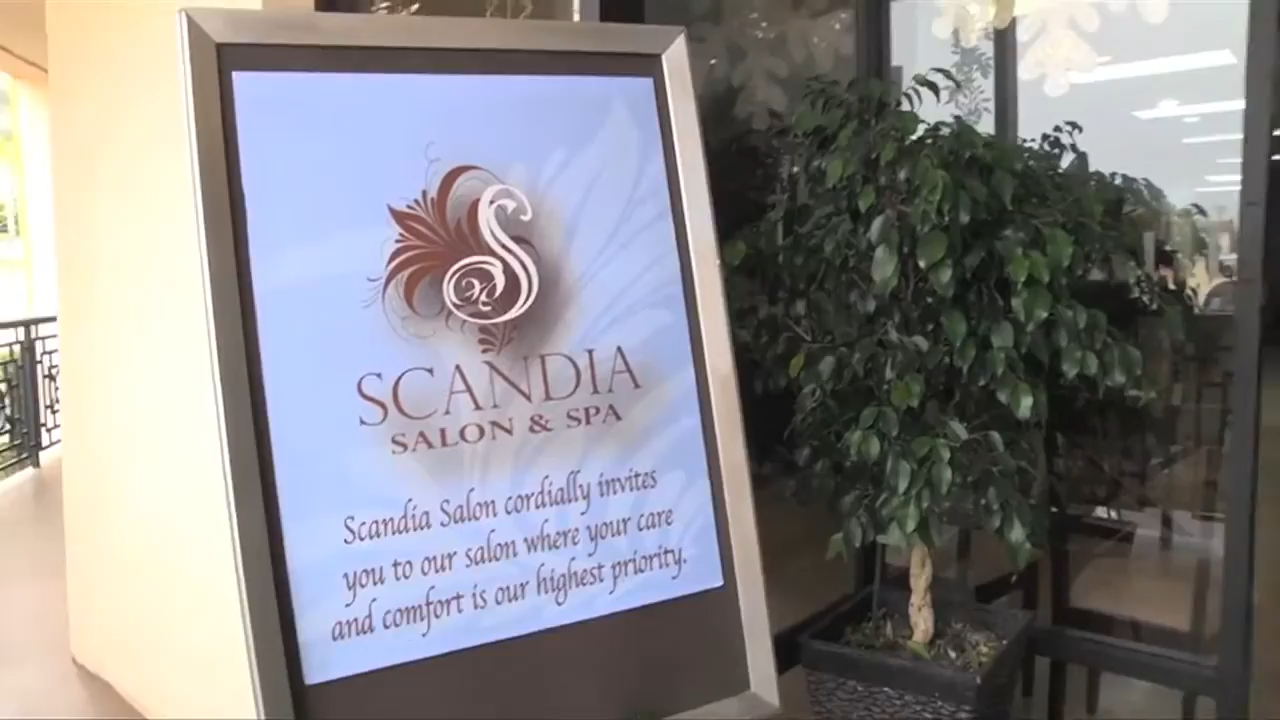 S
SCANDIA
SALON & SPA
Scandia Salon cordially invites
you to our salon where your care
and comfort is our highest priority.